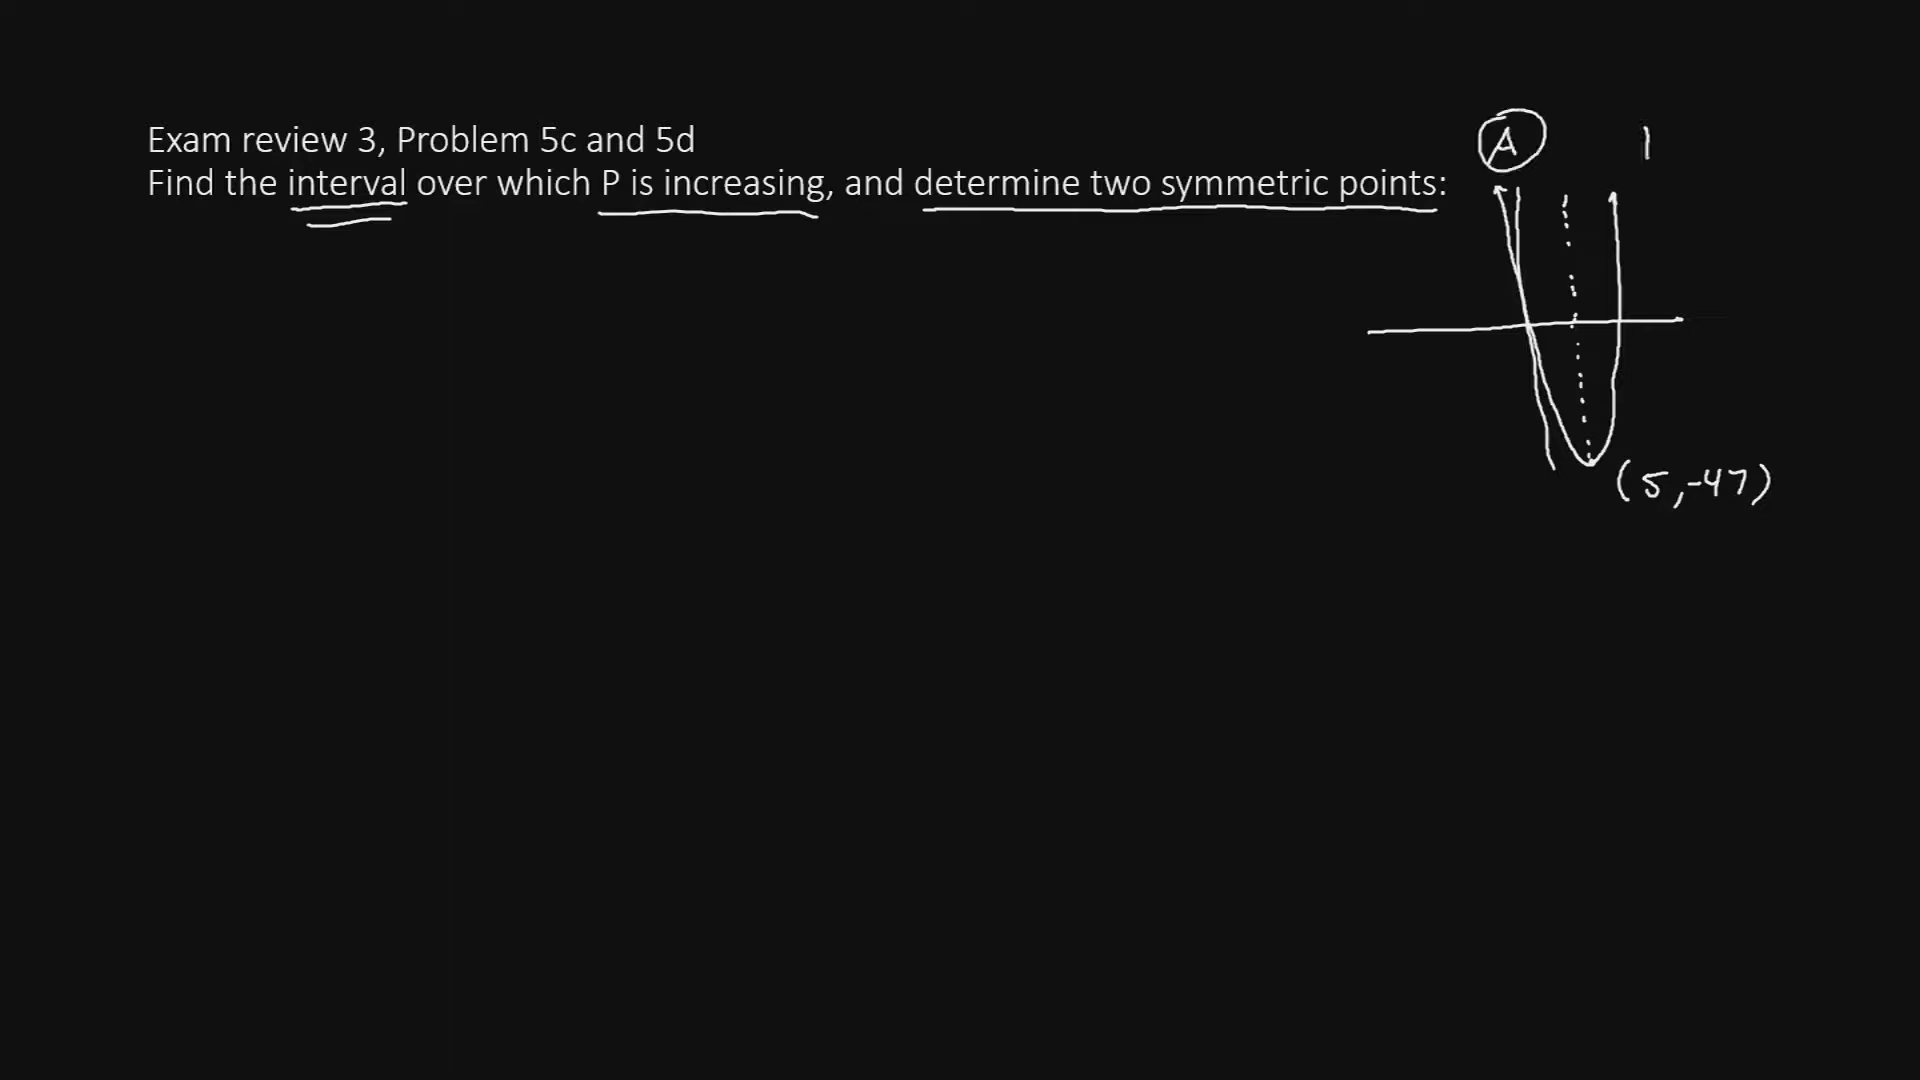 Exam review 3, Problem 5c and 5d
Find the interval over which P is increasing, and determine two symmetric points:
A
(5,-47)